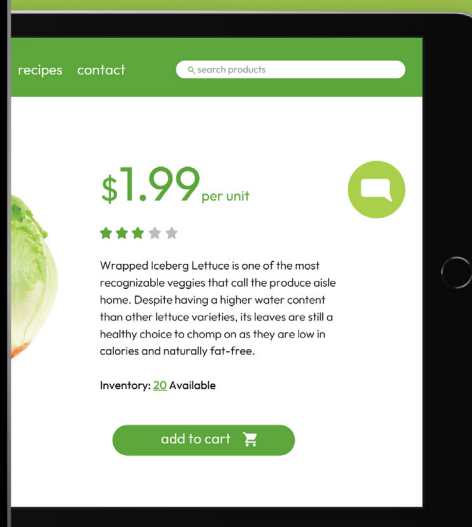 recipes contact search products
$1.99 per unit
Wrapped Iceberg Lettuce is one of the most
recognizable veggies that call the produce aisle
home. Despite having a higher water content
than other lettuce varieties, its leaves are still a
healthy choice to chomp on as they are low in
calories and naturally fat-free.
Inventory: 20 Available
add to cart